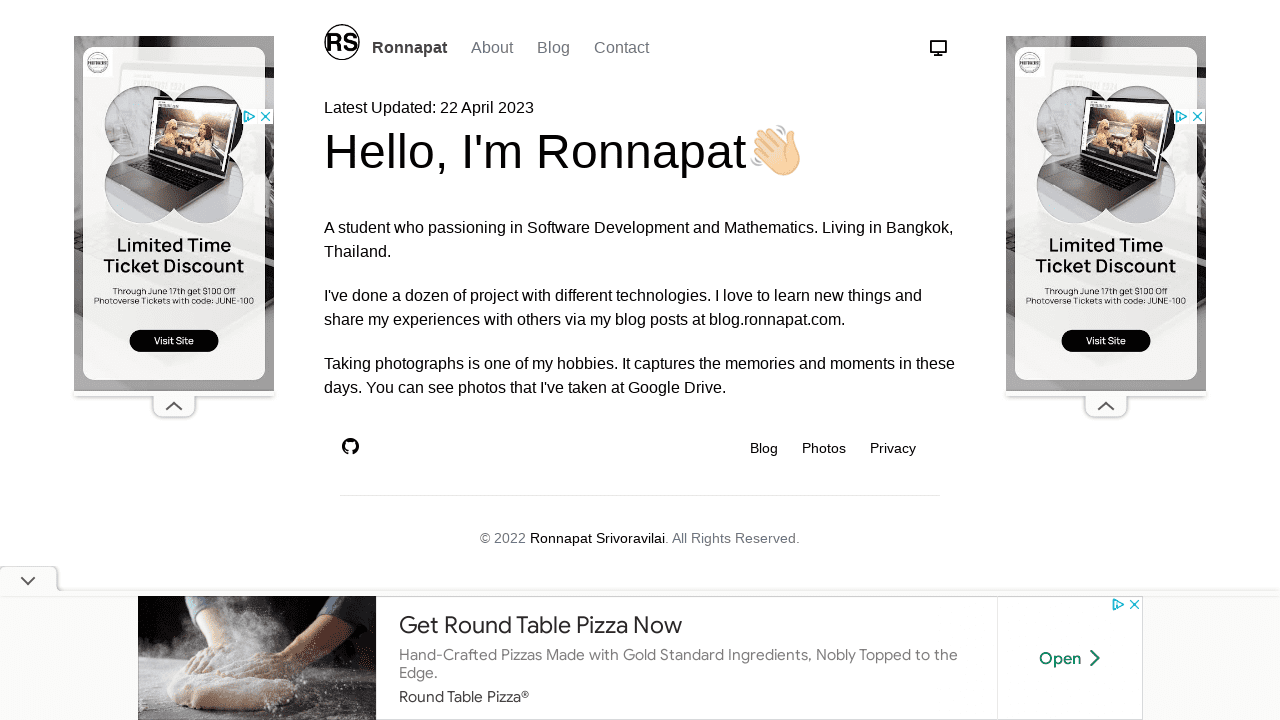 RS Ronnapat About Blog Contact
Latest Updated: 22 April 2023
Hello, I'm Ronnapat
A student who passioning in Software Development and Mathematics. Living in Bangkok,
Thailand.
I've done a dozen of project with different technologies. I love to learn new things and
share my experiences with others via my blog posts at blog.ronnapat.com.
Taking photographs is one of my hobbies. It captures the memories and moments in these
days. You can see photos that I've taken at Google Drive.
Blog Photos Privacy
© 2022 Ronnapat Srivoravilai. All Rights Reserved.
Limited Time
Ticket Discount
Through June 17th get $100 Off
Photoverse Tickets with code: JUNE-100
Visit Site
Limited Time
Ticket Discount
Through June 17th get $100 Off
Photoverse Tickets with code: JUNE-100
Visit Site
Get Round Table Pizza Now
Hand-Crafted Pizzas Made with Gold Standard Ingredients, Nobly Topped to the
Edge.
Round Table Pizza®
Open